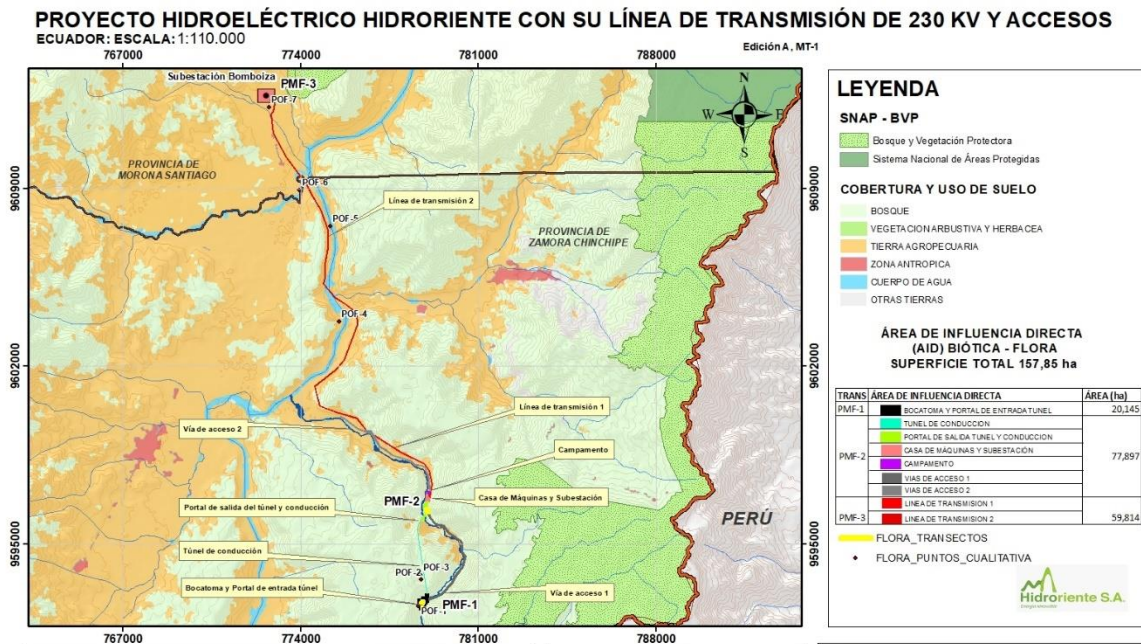 PROYECTO HIDROELÉCTRICO HIDRORIENTE CON SU LÍNEA DE TRANSMISIÓN DE 230 KV Y ACCESOS
ECUADOR: ESCALA: 1:110.000
Edición A, MT-1
767000 774000 781000 788000
N
W E
S
Subestación Bomboiza
PMF-3
POF-7
PROVINCIA DE
MORONA SANTIAGO
POF-6
9609000 9609000
Línea de transmisión 2
POF-5
PROVINCIA DE
ZAMORA CHINCHIPE
POF-4
9602000 9602000
Línea de transmisión 1
Vía de acceso 2
Campamento
PMF-2
Casa de Máquinas y Subestación
Portal de salida del túnel y conducción
PERÚ
9595000 9595000
Túnel de conducción
POF-3
POF-2
Bocatoma y Portal de entrada túnel
Vía de acceso 1
PMF-1
767000 774000 781000 788000
LEYENDA
SNAP - BVP
Bosque y Vegetación Protectora
Sistema Nacional de Áreas Protegidas
COBERTURA Y USO DE SUELO
BOSQUE
VEGETACION ARBUSTIVA Y HERBACEA
TIERRA AGROPECUARIA
ZONA ANTROPICA
CUERPO DE AGUA
OTRAS TIERRAS
ÁREA DE INFLUENCIA DIRECTA
(AID) BIÓTICA - FLORA
SUPERFICIE TOTAL 157,85 ha
TRANS ÁREA DE INFLUENCIA DIRECTA ÁREA (ha)
PMF-1 BOCATOMA Y PORTAL DE ENTRADA TUNEL 20,145
TUNEL DE CONDUCCION
PORTAL DE SALIDA TUNEL Y CONDUCCION
CASA DE MAQUINAS Y SUBESTACIÓN
PMF-2 77,897
CAMPAMENTO
VIAS DE ACCESO 1
VIAS DE ACCESO 2
LINEA DE TRANSMISION 1
PMF-3 LINEA DE TRANSMISION 2 59,814
FLORA_TRANSECTOS
FLORA_PUNTOS_CUALITATIVA
Hidroriente S.A.